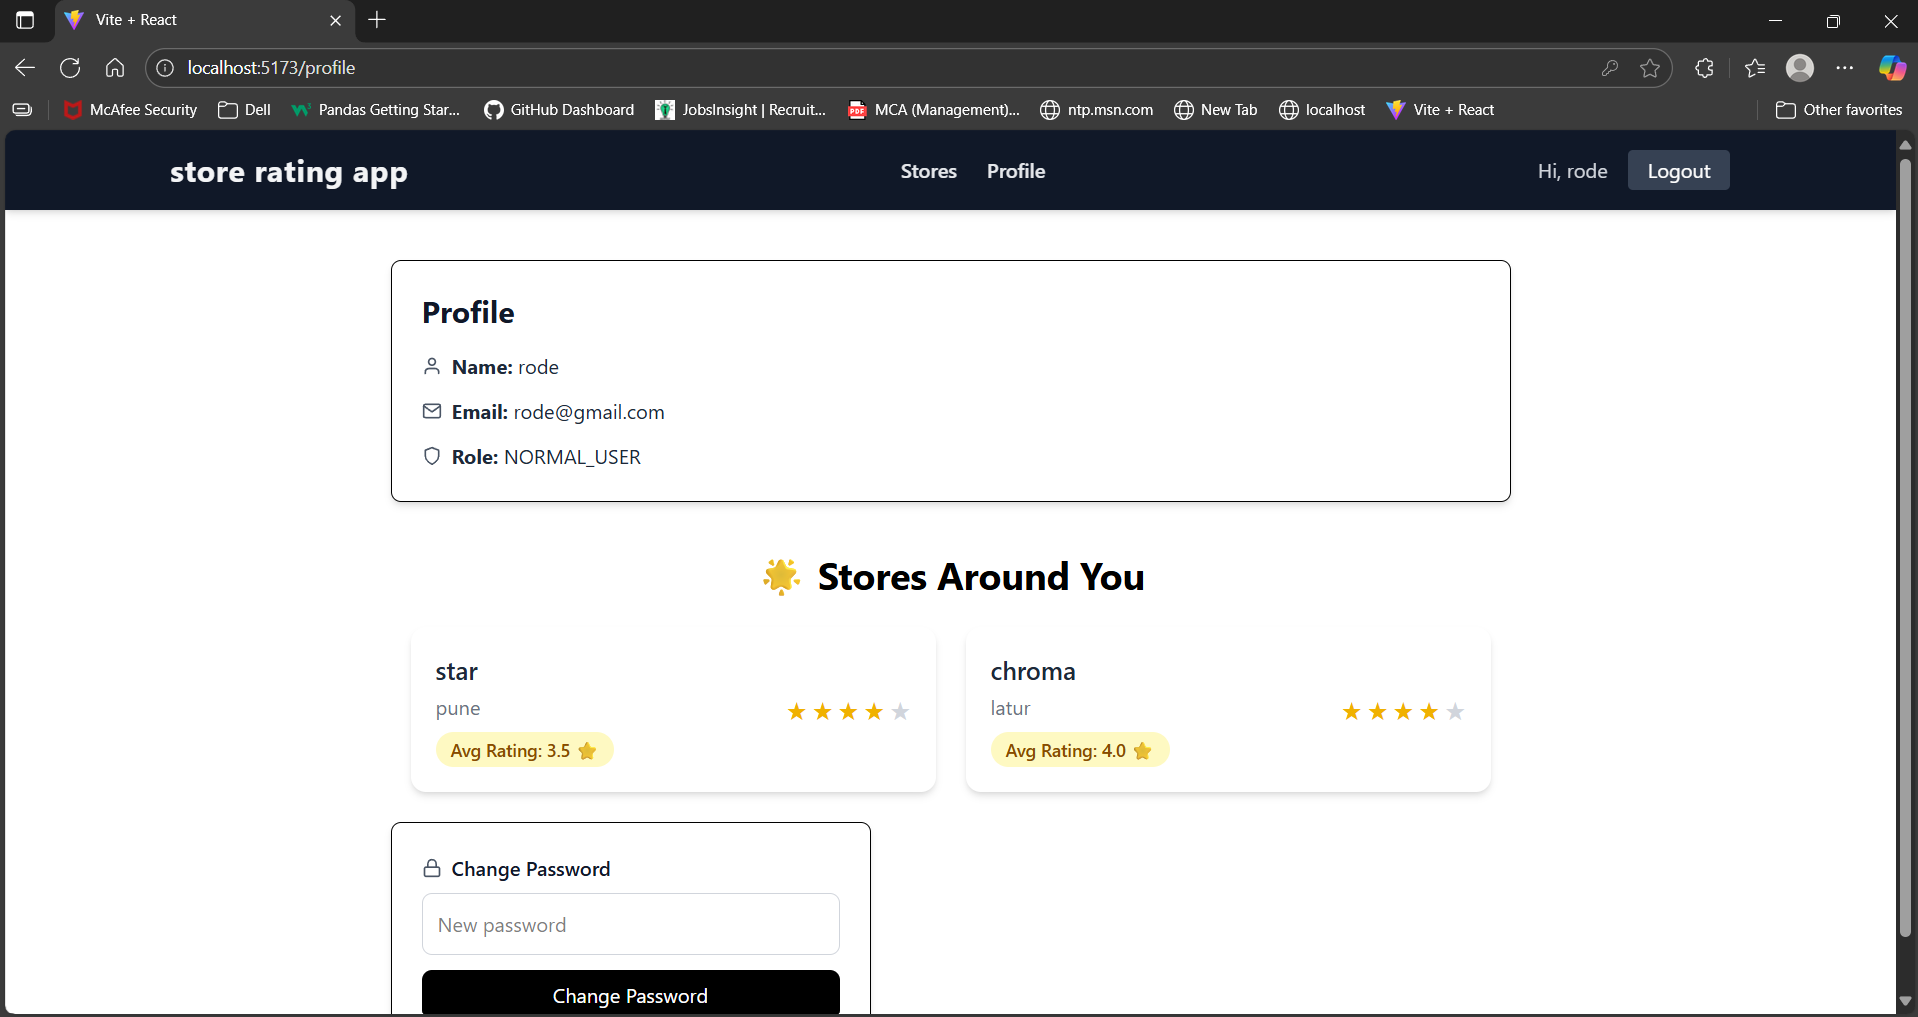 Vite + React
localhost:5173/profile
McAfee Security Dell Pandas Getting Star... GitHub Dashboard JobsInsight | Recruit... MCA (Management)... ntp.msn.com New Tab localhost Vite + React Other favorites
store rating app Stores Profile Hi, rode Logout
Profile
Name: rode
Email: rode@gmail.com
Role: NORMAL_USER
Stores Around You
star
pune
Avg Rating: 3.5
chroma
latur
Avg Rating: 4.0
Change Password
New password
Change Password